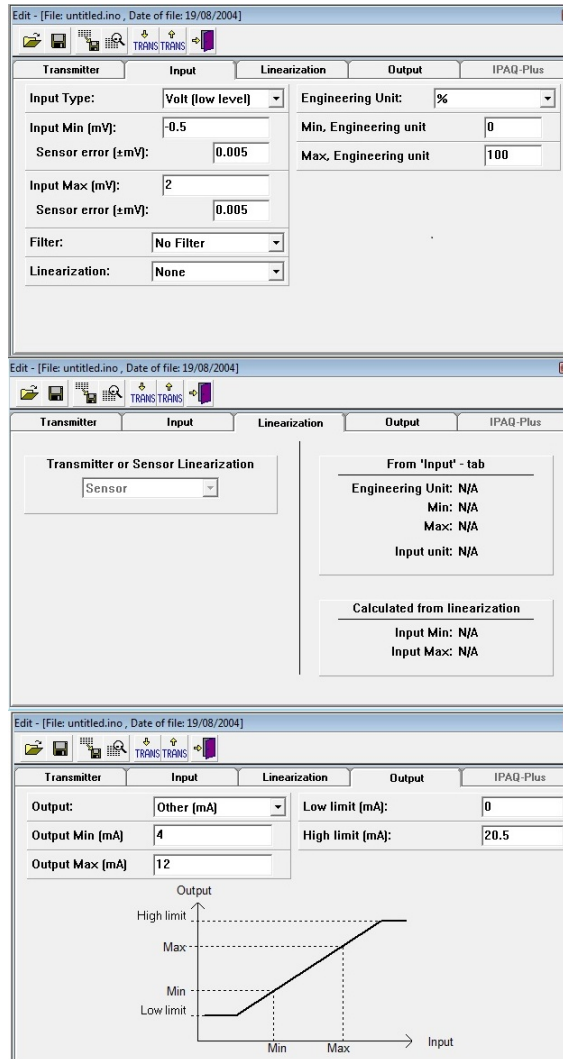 Edit - [File: untitled.ino , Date of file: 19/08/2004]
TRANS TRANS
Transmitter Input Linearization Output IPAQ-Plus
Input Type: Volt (low level) Engineering Unit: %
Input Min (mV): -0.5 Min, Engineering unit 0
Sensor error (±mV): 0.005 Max, Engineering unit 100
Input Max (mV): 2
Sensor error (±mV): 0.005
Filter: No Filter
Linearization: None
Edit - [File: untitled.ino , Date of file: 19/08/2004]
TRANS TRANS
Transmitter Input Linearization Output IPAQ-Plus
Transmitter or Sensor Linearization
Sensor
From 'Input' - tab
Engineering Unit: N/A
Min: N/A
Max: N/A
Input unit: N/A
Calculated from linearization
Input Min: N/A
Input Max: N/A
Edit - [File: untitled.ino , Date of file: 19/08/2004]
TRANS TRANS
Transmitter Input Linearization Output IPAQ-Plus
Output: Other (mA) Low limit (mA): 0
Output Min (mA) 4 High limit (mA): 20.5
Output Max (mA) 12
Output
High limit
Max
Min
Low limit
Min Max Input